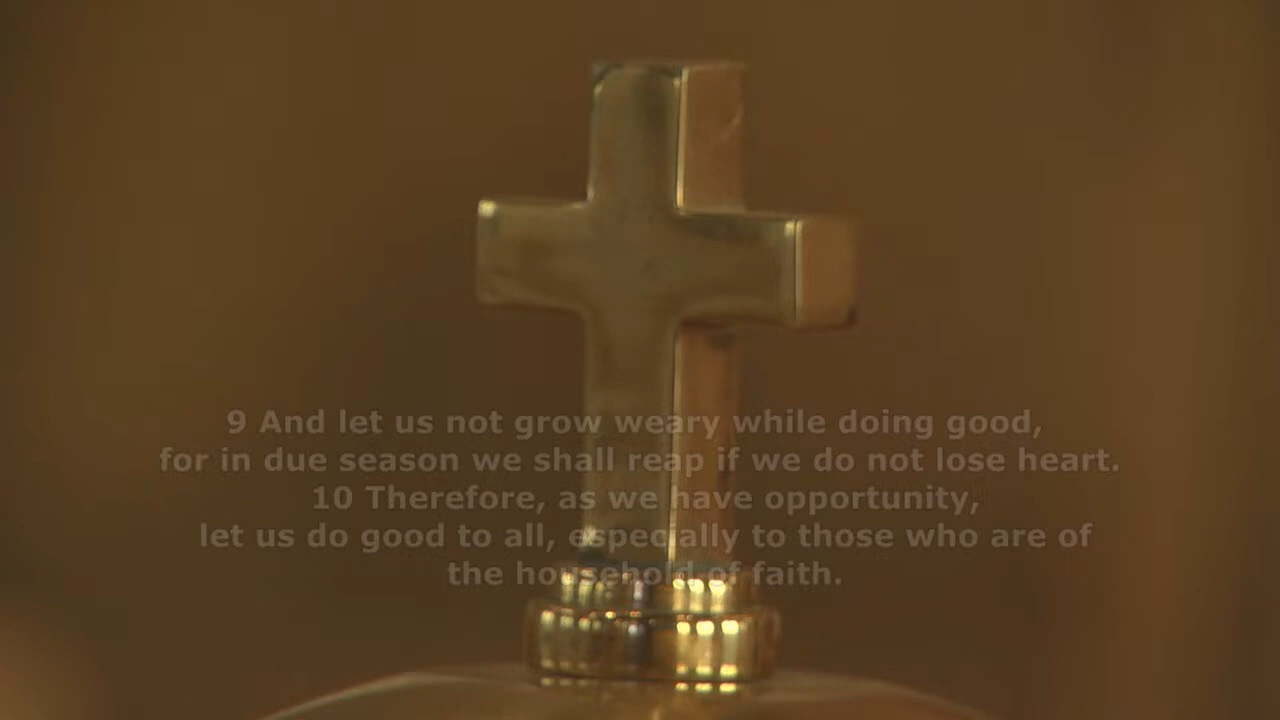 9 And let us not grow weary while doing good,
for in due season we shall reap if we do not lose heart.
10 Therefore, as we have opportunity,
let us do good to all, especially to those who are of
the household of faith.